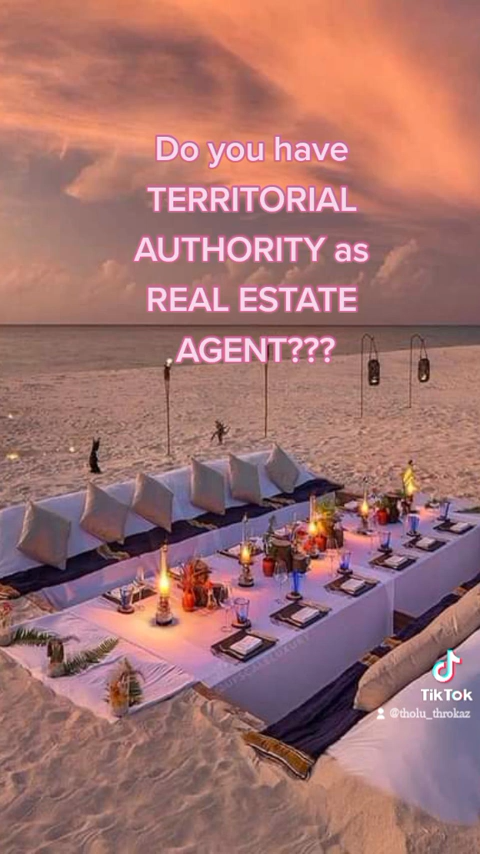 Do you have
TERRITORIAL
AUTHORITY as
REAL ESTATE
AGENT???
TikTok
@tholu_throkaz